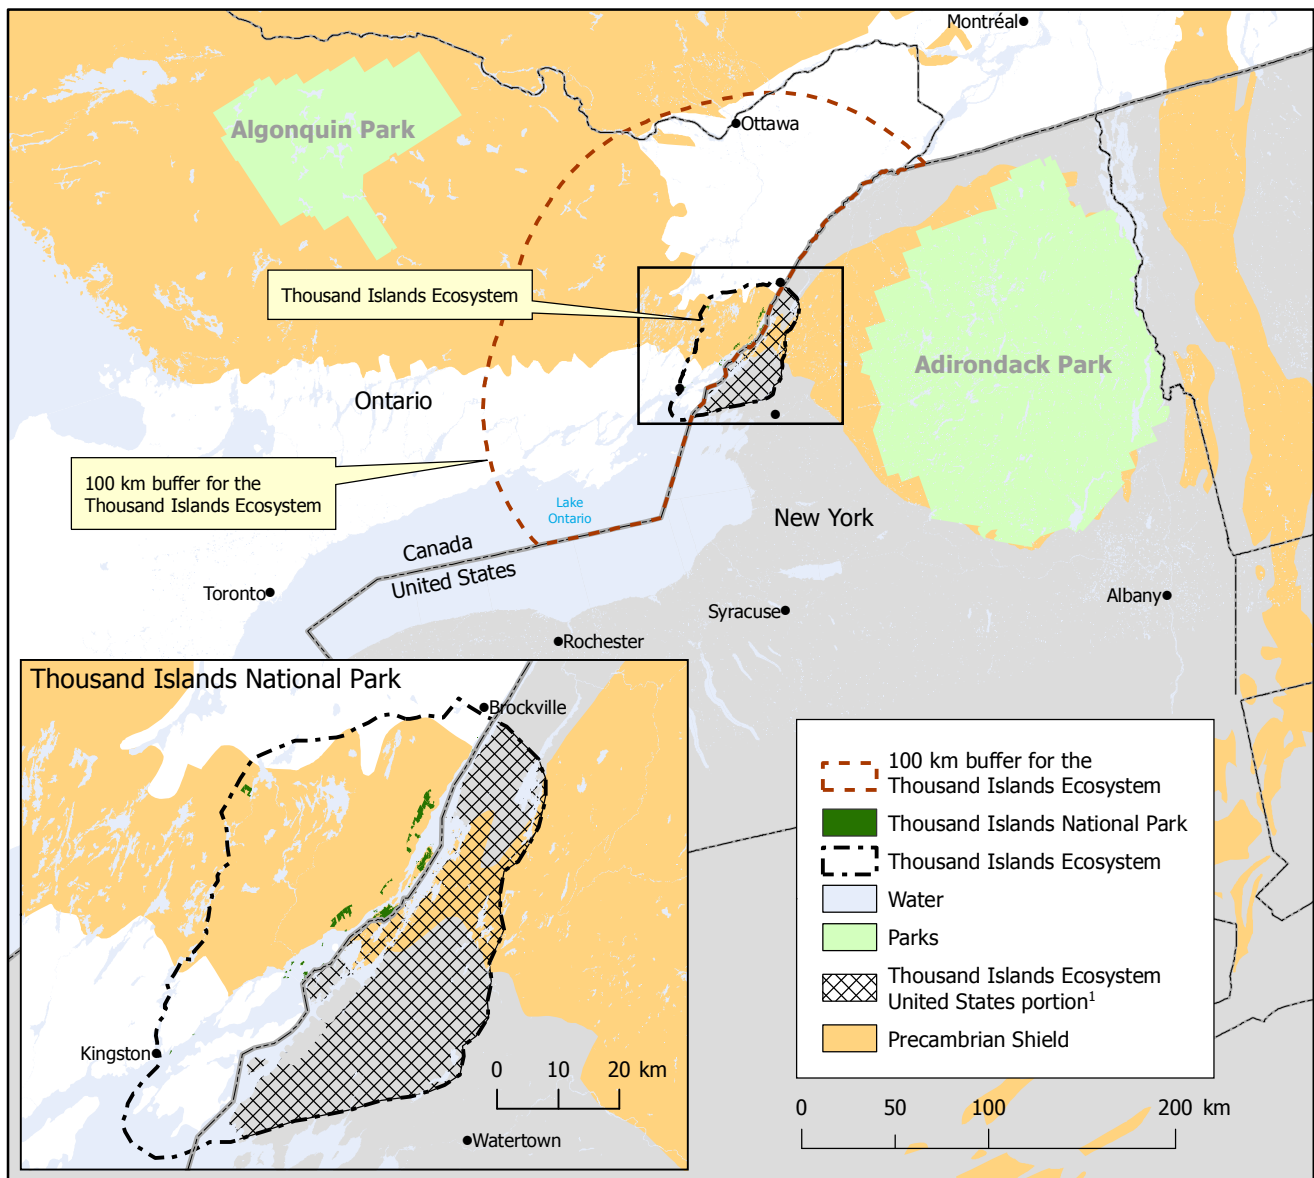 Montréal
Ottawa
Algonquin Park
Thousand Islands Ecosystem
Adirondack Park
Ontario
100 km buffer for the
Thousand Islands Ecosystem
Lake
Ontario
New York
Canada
United States
Toronto
Syracuse
Albany
Rochester
Thousand Islands National Park
Brockville
Kingston
0 10 20 km
Watertown
100 km buffer for the
Thousand Islands Ecosystem
Thousand Islands National Park
Thousand Islands Ecosystem
Water
Parks
Thousand Islands Ecosystem
United States portion¹
Precambrian Shield
0 50 100 200 km